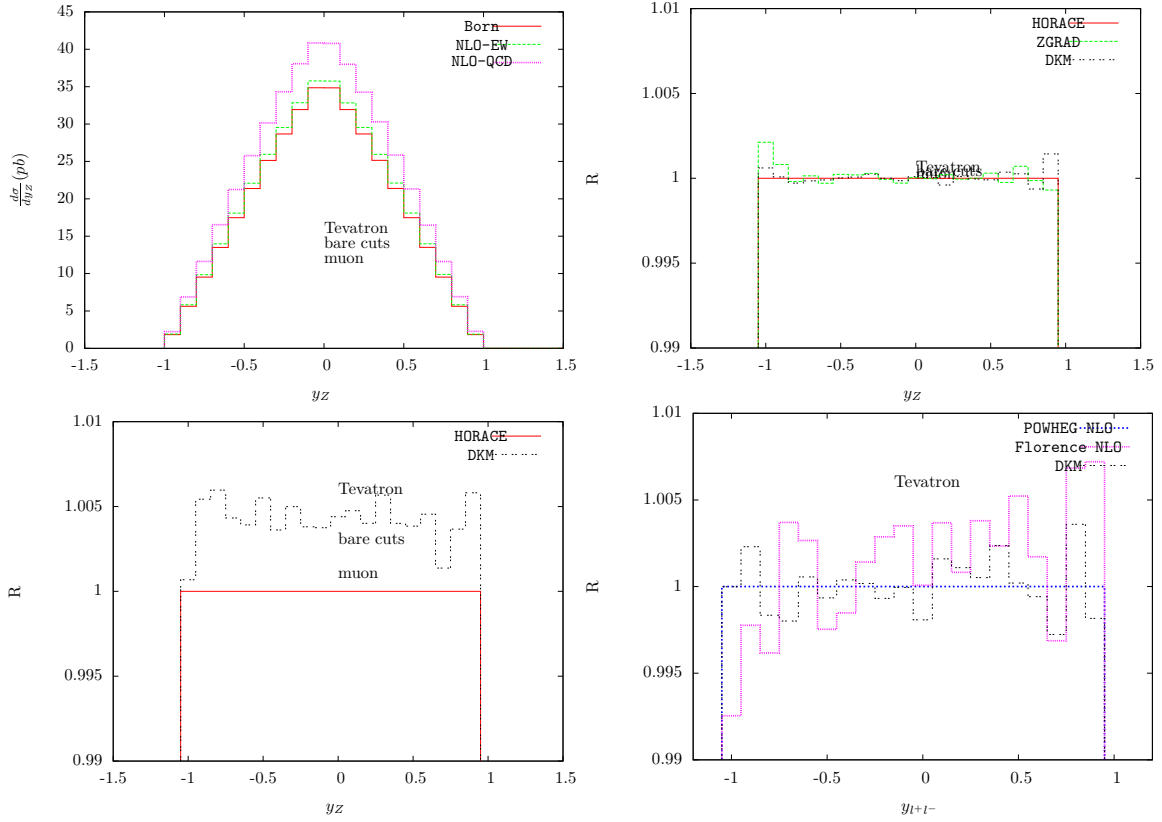 45
40
35
30
25
20
15
10
5
0
dσ/dy_Z (pb)
Born
NLO-EW
NLO-QCD
Tevatron
bare cuts
muon
-1.5 -1 -0.5 0 0.5 1 1.5
y_Z
1.01
1.005
1
0.995
0.99
R
HORACE
ZGRAD
DKM
Tevatron
bare cuts
-1.5 -1 -0.5 0 0.5 1 1.5
y_Z
1.01
1.005
1
0.995
0.99
R
HORACE
DKM
Tevatron
bare cuts
muon
-1.5 -1 -0.5 0 0.5 1 1.5
y_Z
1.01
1.005
1
0.995
0.99
R
POWHEG NLO
Florence NLO
DKM
Tevatron
-1 -0.5 0 0.5 1
y_{l+l-}